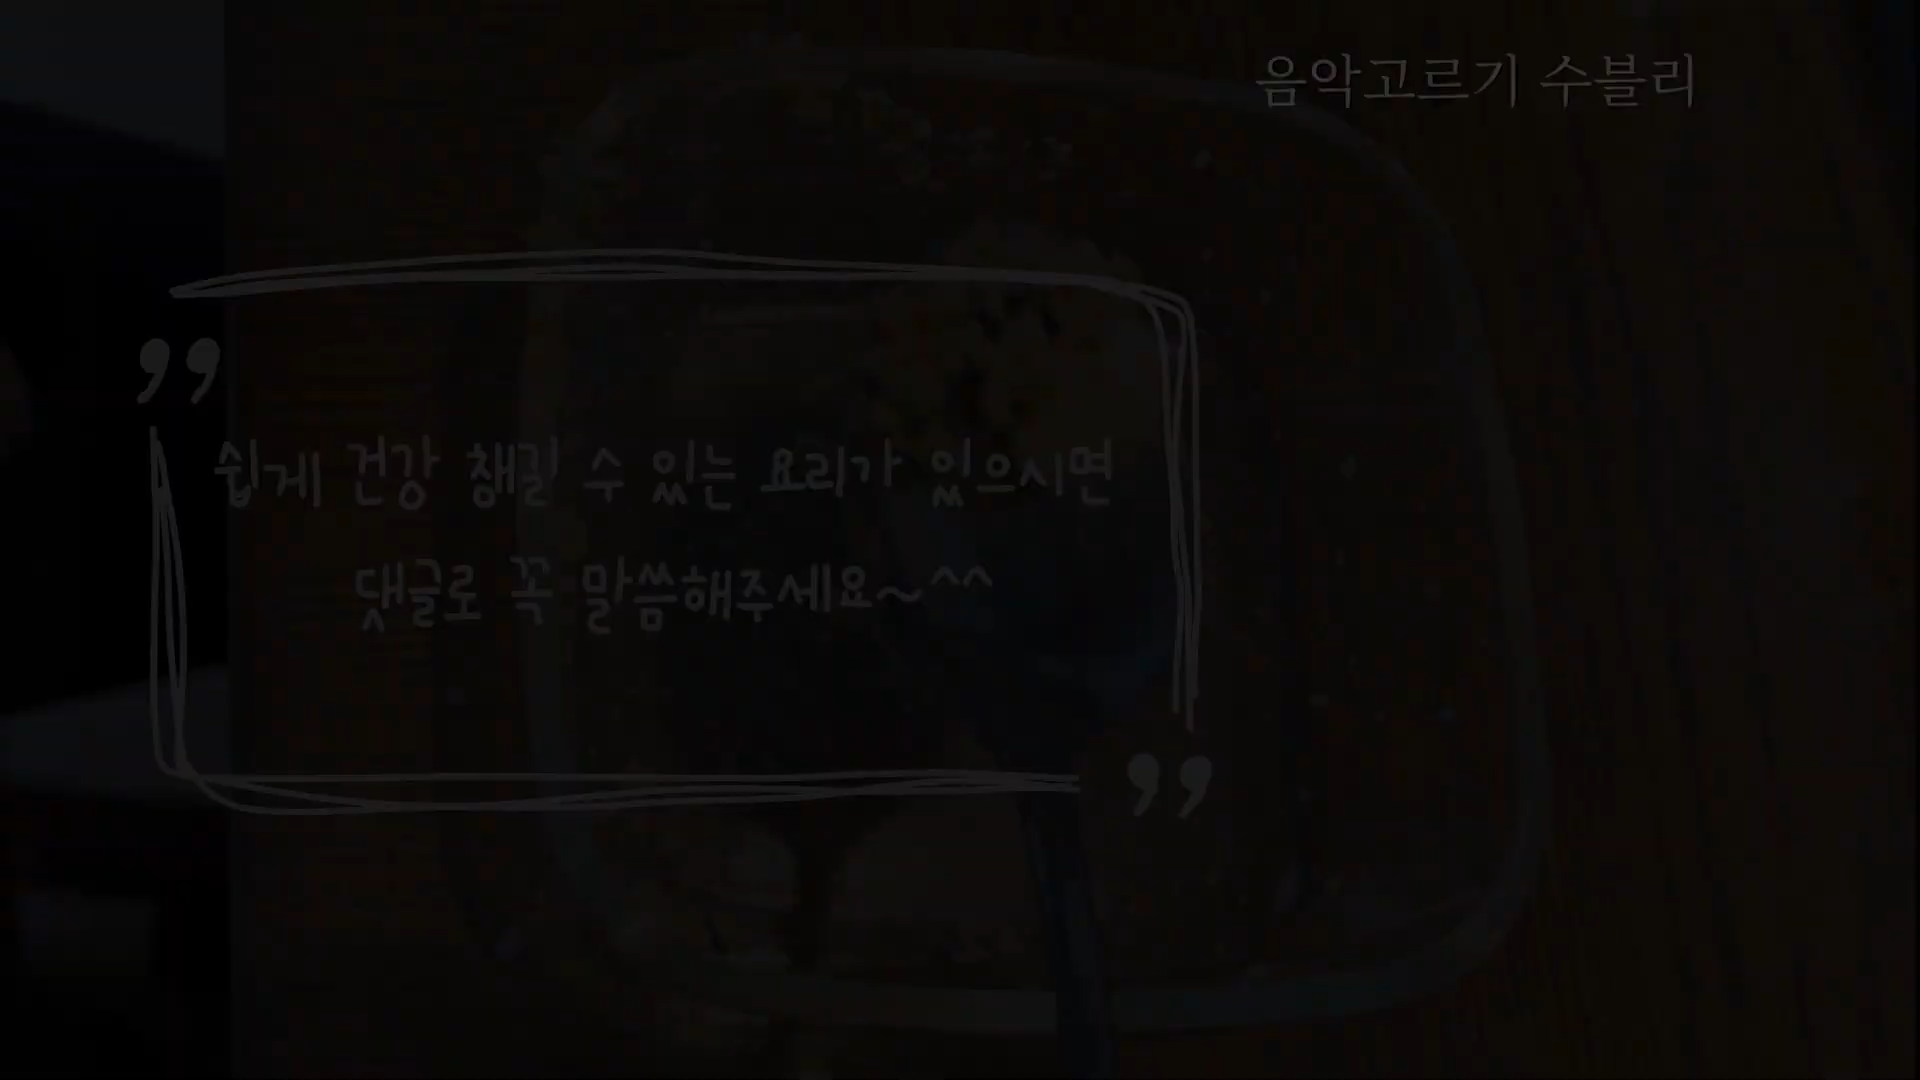 음악고르기 수블리
쉽게 건강 챙길 수 있는 요리가 있으시면
댓글로 꼭 말씀해주세요~^^